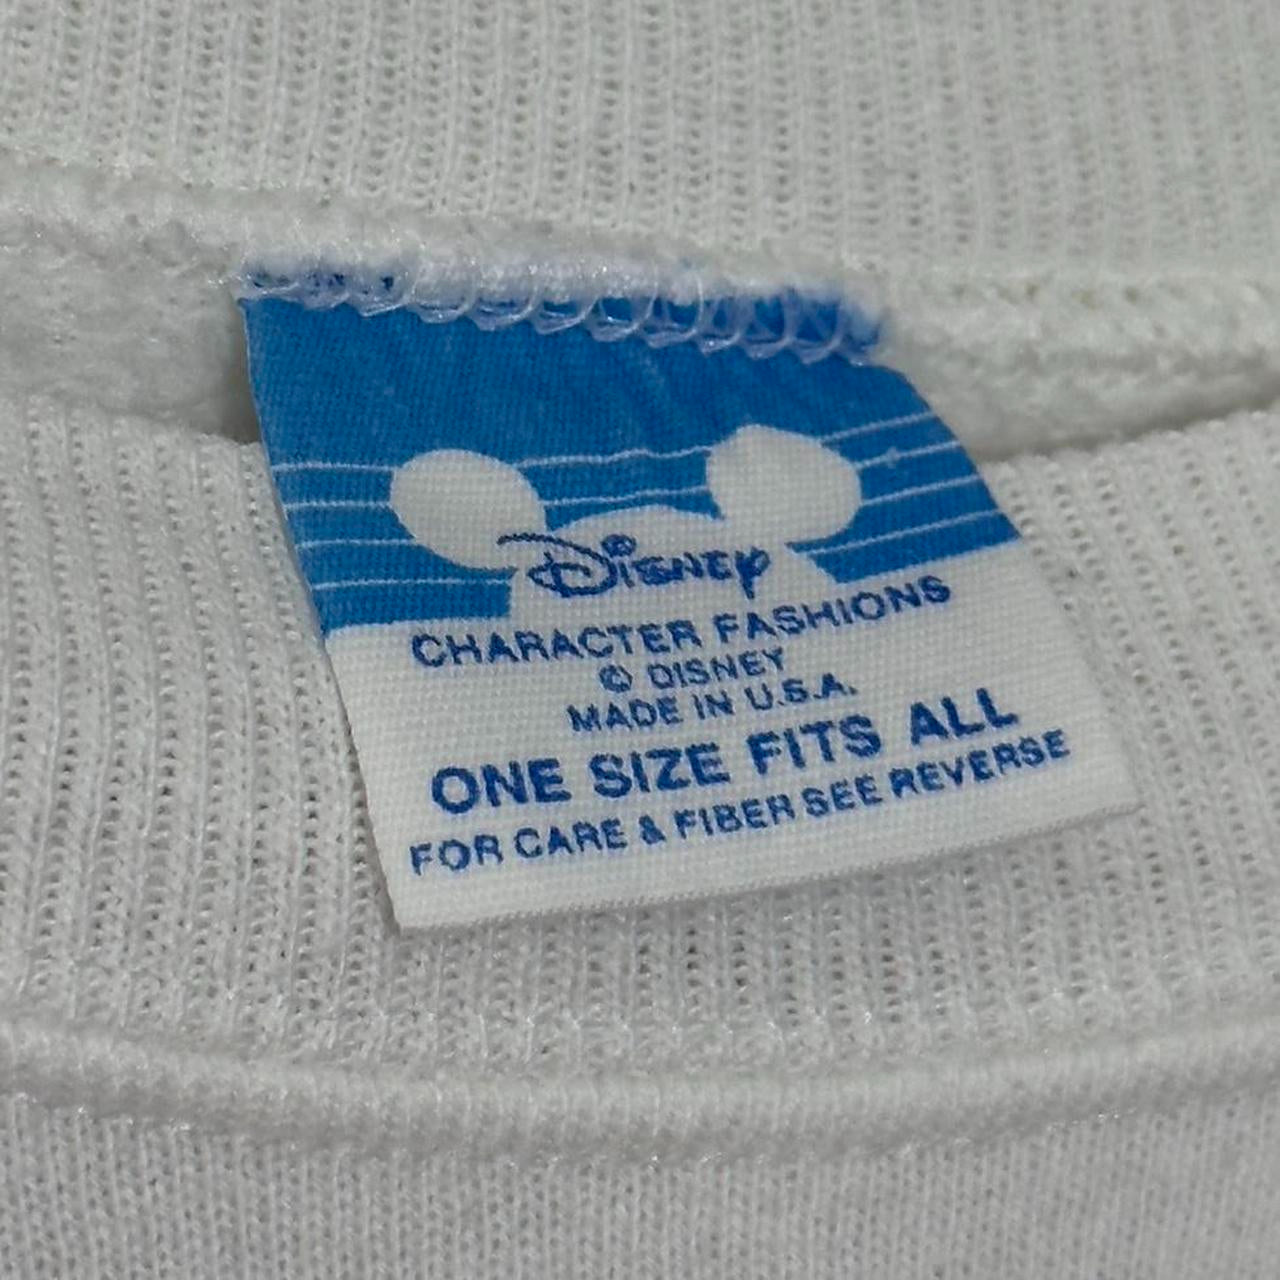 Disney
CHARACTER FASHIONS
© DISNEY
MADE IN U.S.A.
ONE SIZE FITS ALL
FOR CARE & FIBER SEE REVERSE